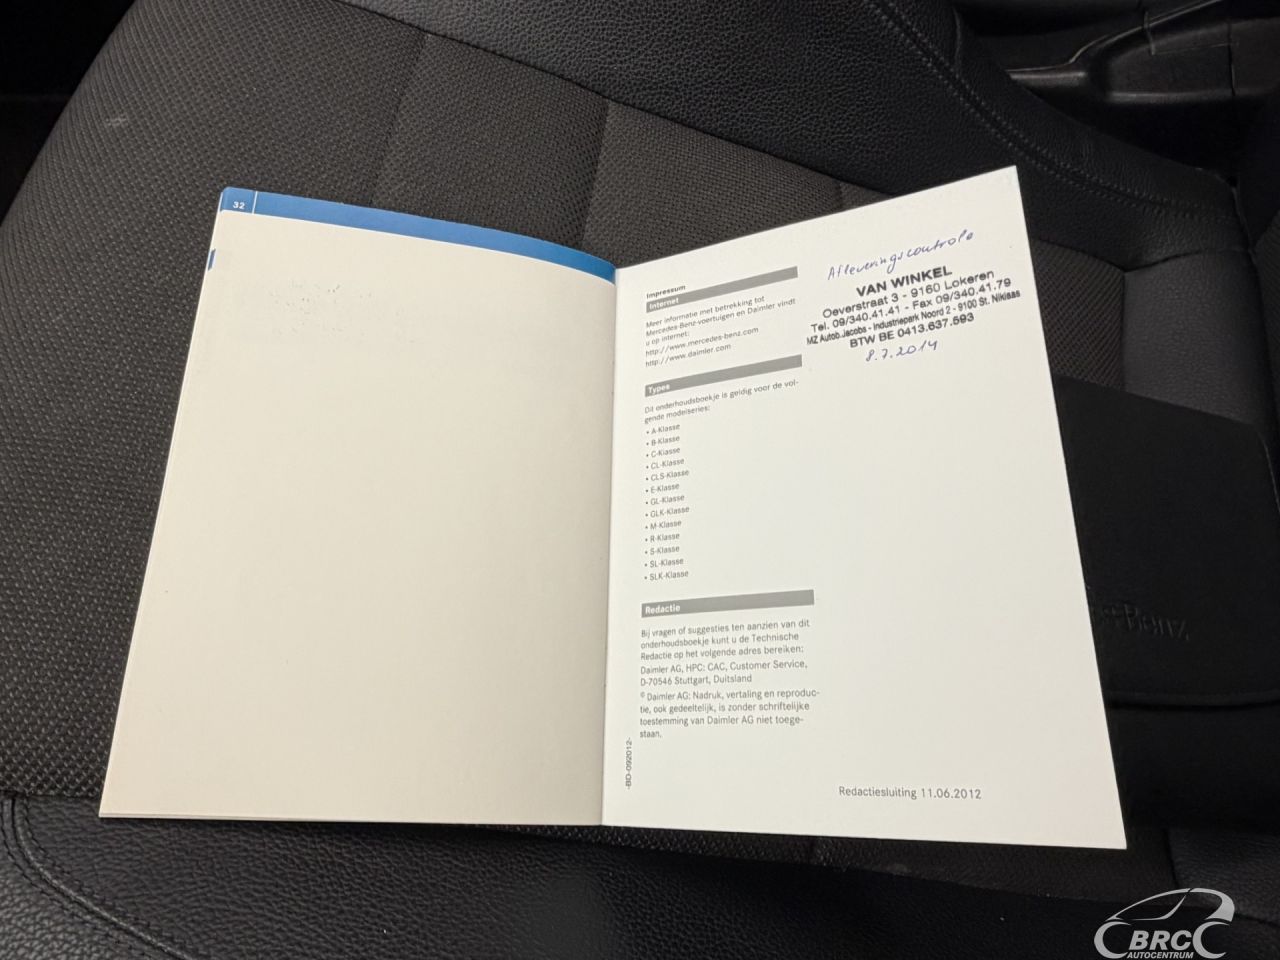 32
Impressum
Internet
Meer informatie met betrekking tot
Mercedes-Benz-voertuigen en Daimler vindt
u op internet:
http://www.mercedes-benz.com
http://www.daimler.com
Types
Dit onderhoudsboekje is geldig voor de vol-
gende modelseries:
• A-Klasse
• B-Klasse
• C-Klasse
• CL-Klasse
• CLS-Klasse
• E-Klasse
• GL-Klasse
• GLK-Klasse
• M-Klasse
• R-Klasse
• S-Klasse
• SL-Klasse
• SLK-Klasse
Redactie
Bij vragen of suggesties ten aanzien van dit
onderhoudsboekje kunt u de Technische
Redactie op het volgende adres bereiken:
Daimler AG, HPC: CAC, Customer Service,
D-70546 Stuttgart, Duitsland
© Daimler AG: Nadruk, vertaling en reproduc-
tie, ook gedeeltelijk, is zonder schriftelijke
toestemming van Daimler AG niet toege-
staan.
-BD-092012-
Afleveringscontrole
VAN WINKEL
Oeverstraat 3 - 9160 Lokeren
Tel. 09/340.41.41 - Fax 09/340.41.79
MZ Autob.Jacobs - Industriepark Noord 2 - 9100 St. Niklaas
BTW BE 0413.637.593
8.7.2014
Redactiesluiting 11.06.2012
BRC
AUTOCENTRUM